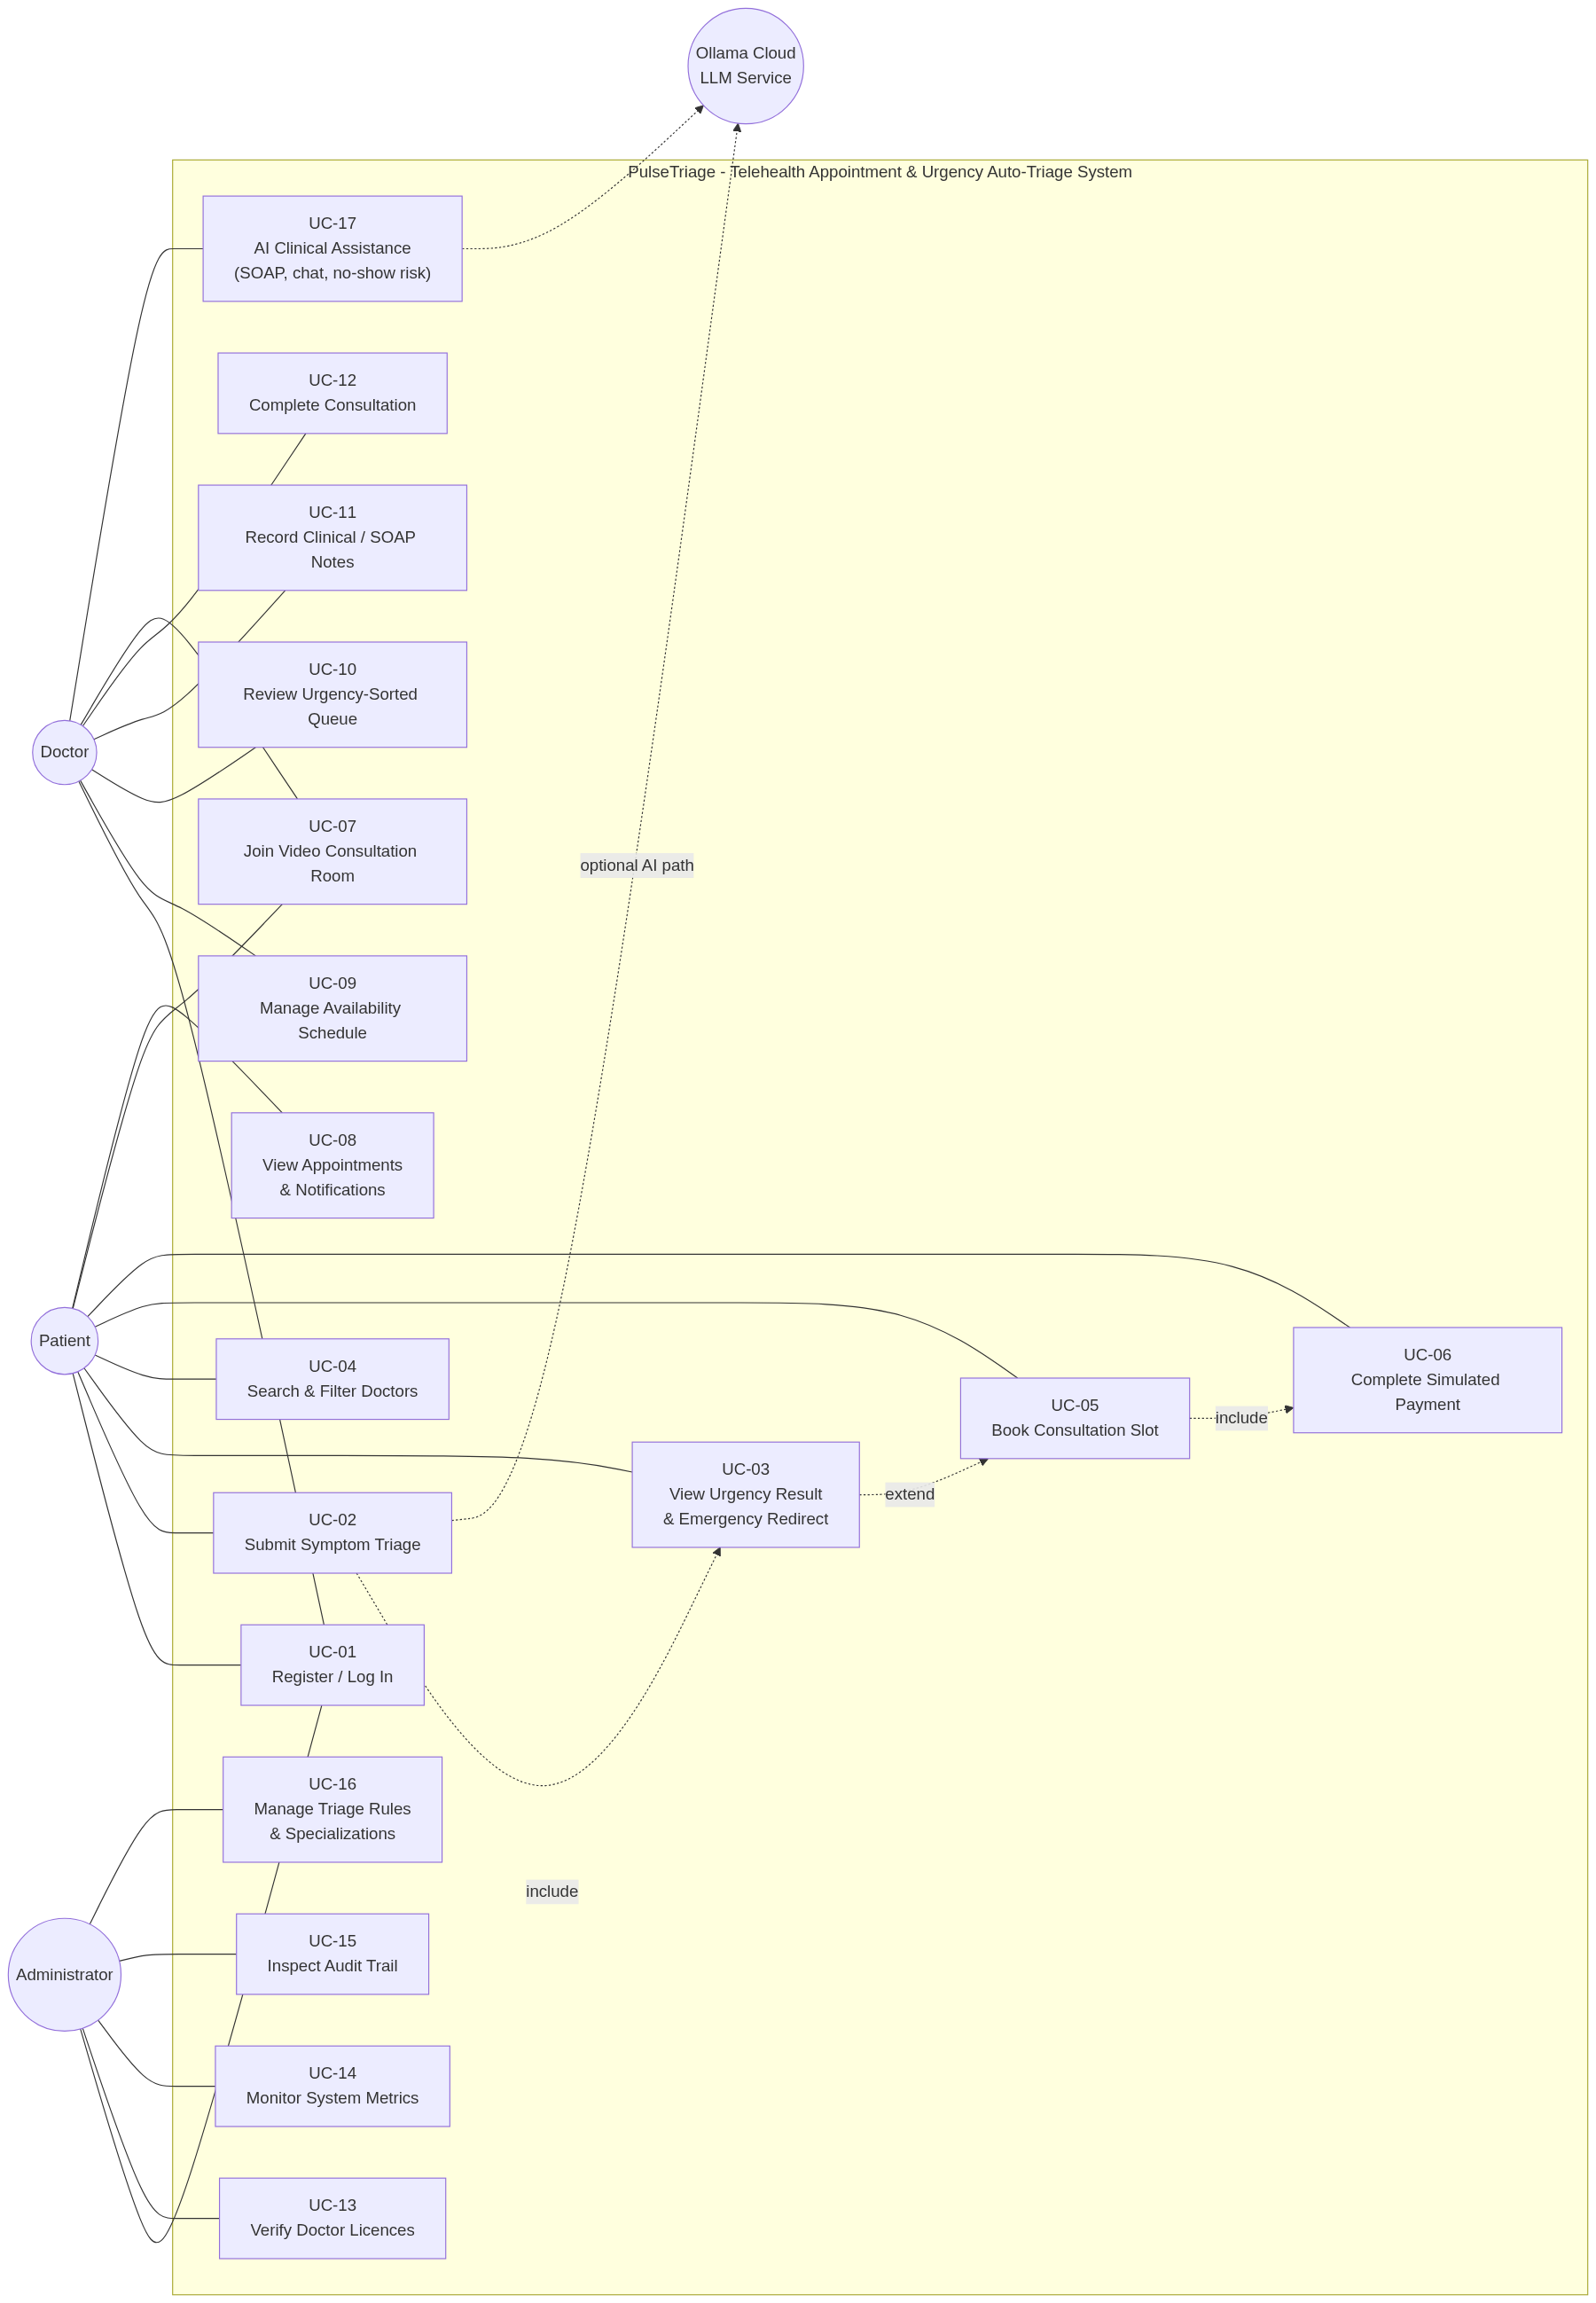 Ollama Cloud
LLM Service
PulseTriage - Telehealth Appointment & Urgency Auto-Triage System
UC-17
AI Clinical Assistance
(SOAP, chat, no-show risk)
UC-12
Complete Consultation
UC-11
Record Clinical / SOAP
Notes
UC-10
Review Urgency-Sorted
Queue
Doctor
UC-07
Join Video Consultation
Room
optional AI path
UC-09
Manage Availability
Schedule
UC-08
View Appointments
& Notifications
Patient
UC-04
Search & Filter Doctors
UC-06
Complete Simulated
Payment
UC-05
Book Consultation Slot
include
UC-03
View Urgency Result
& Emergency Redirect
extend
UC-02
Submit Symptom Triage
UC-01
Register / Log In
UC-16
Manage Triage Rules
& Specializations
include
UC-15
Inspect Audit Trail
Administrator
UC-14
Monitor System Metrics
UC-13
Verify Doctor Licences